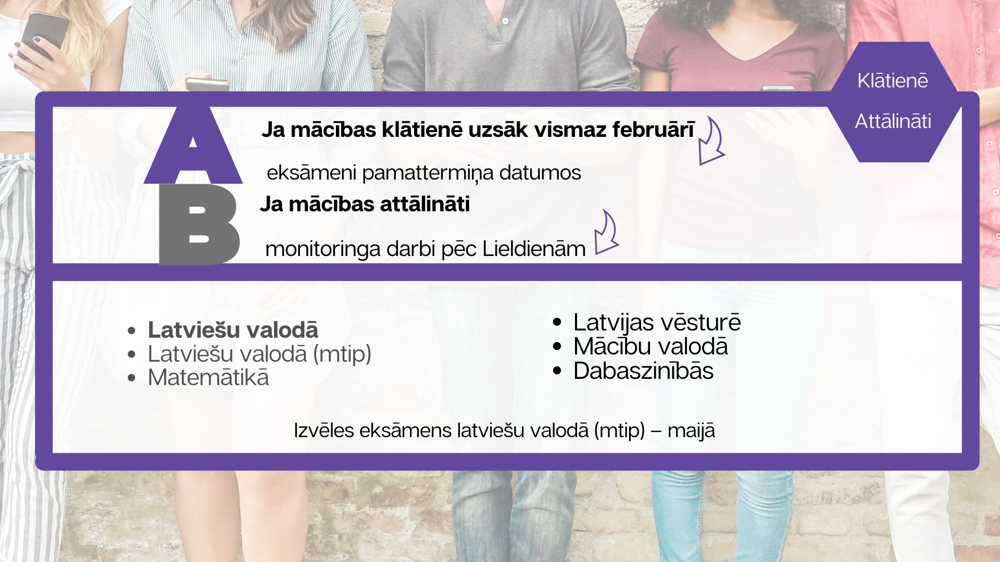 Klātienē
Attālināti
A
Ja mācības klātienē uzsāk vismaz februārī
eksāmeni pamattermiņa datumos
B
Ja mācības attālināti
monitoringa darbi pēc Lieldienām
• Latviešu valodā
• Latviešu valodā (mtip)
• Matemātikā
• Latvijas vēsturē
• Mācību valodā
• Dabaszinībās
Izvēles eksāmens latviešu valodā (mtip) – maijā